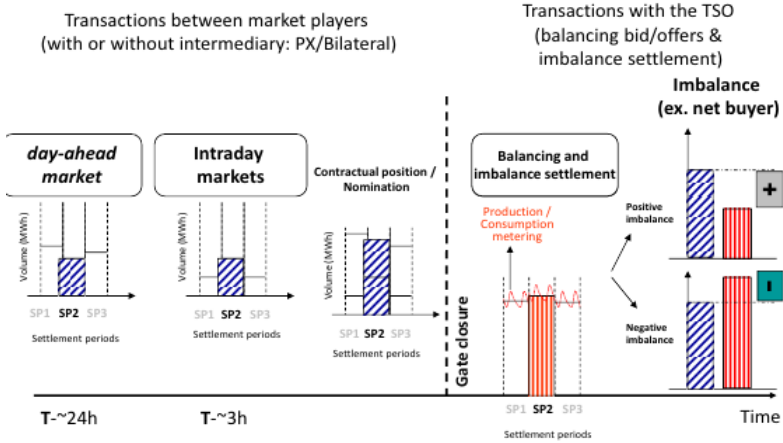 Transactions between market players
(with or without intermediary: PX/Bilateral)
Transactions with the TSO
(balancing bid/offers &
imbalance settlement)
Imbalance
(ex. net buyer)
day-ahead
market
Intraday
markets
Contractual position /
Nomination
Balancing and
imbalance settlement
Volume (MWh)
SP1 SP2 SP3
Settlement periods
Volume (MWh)
SP1 SP2 SP3
Settlement periods
Volume (MWh)
SP1 SP2 SP3
Settlement periods
Gate closure
Production /
Consumption
metering
SP1 SP2 SP3
Settlement periods
Positive
imbalance
+
Negative
imbalance
-
T-~24h
T-~3h
Time